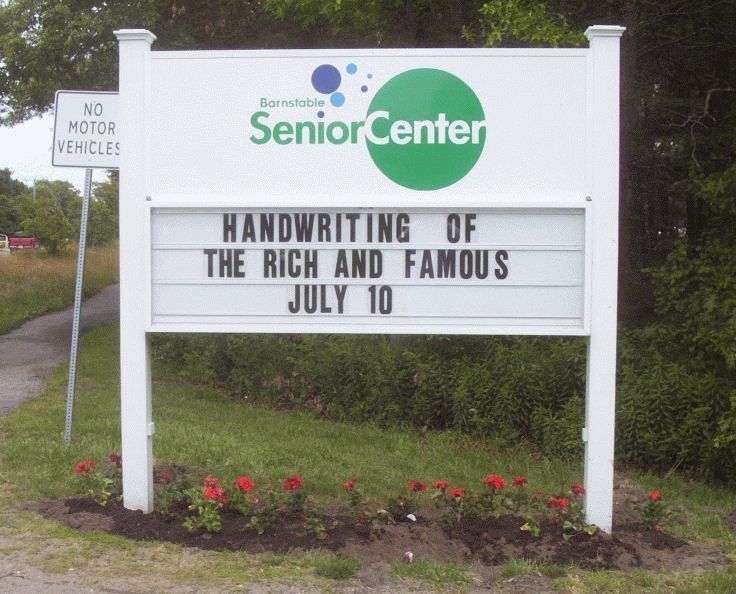 NO
MOTOR
VEHICLES
Barnstable
SeniorCenter
HANDWRITING OF
THE RICH AND FAMOUS
JULY 10